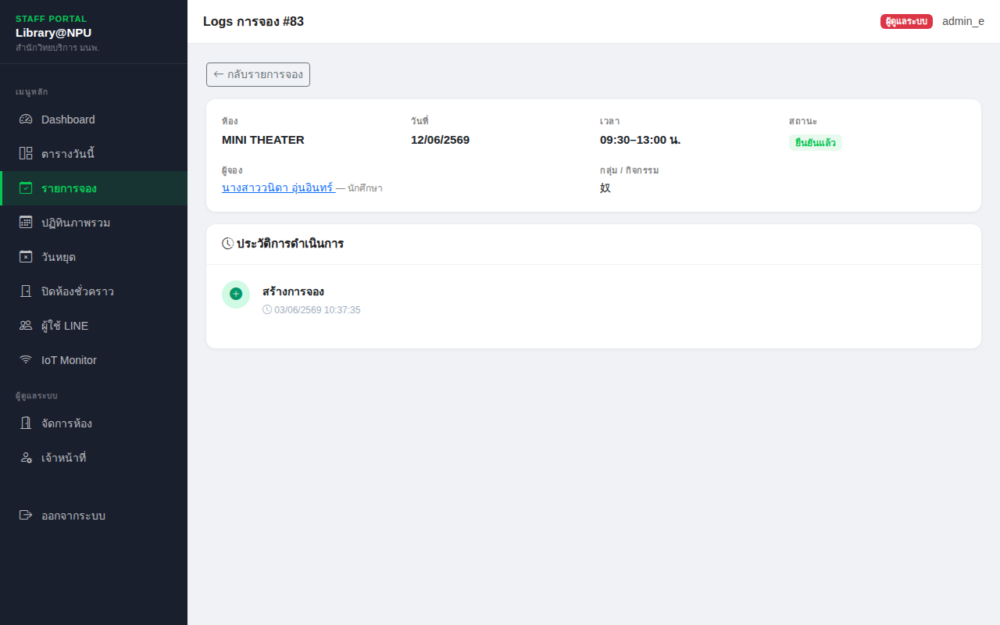 STAFF PORTAL
Library@NPU
สำนักวิทยบริการ มนพ.
เมนูหลัก
Dashboard
ตารางวันนี้
รายการจอง
ปฏิทินภาพรวม
วันหยุด
ปิดห้องชั่วคราว
ผู้ใช้ LINE
IoT Monitor
ผู้ดูแลระบบ
จัดการห้อง
เจ้าหน้าที่
ออกจากระบบ
Logs การจอง #83
ผู้ดูแลระบบ admin_e
← กลับรายการจอง
ห้อง วันที่ เวลา สถานะ
MINI THEATER 12/06/2569 09:30–13:00 น. ยืนยันแล้ว
ผู้จอง กลุ่ม / กิจกรรม
นางสาววนิดา อุ่นอินทร์ — นักศึกษา 奴
ประวัติการดำเนินการ
สร้างการจอง
03/06/2569 10:37:35